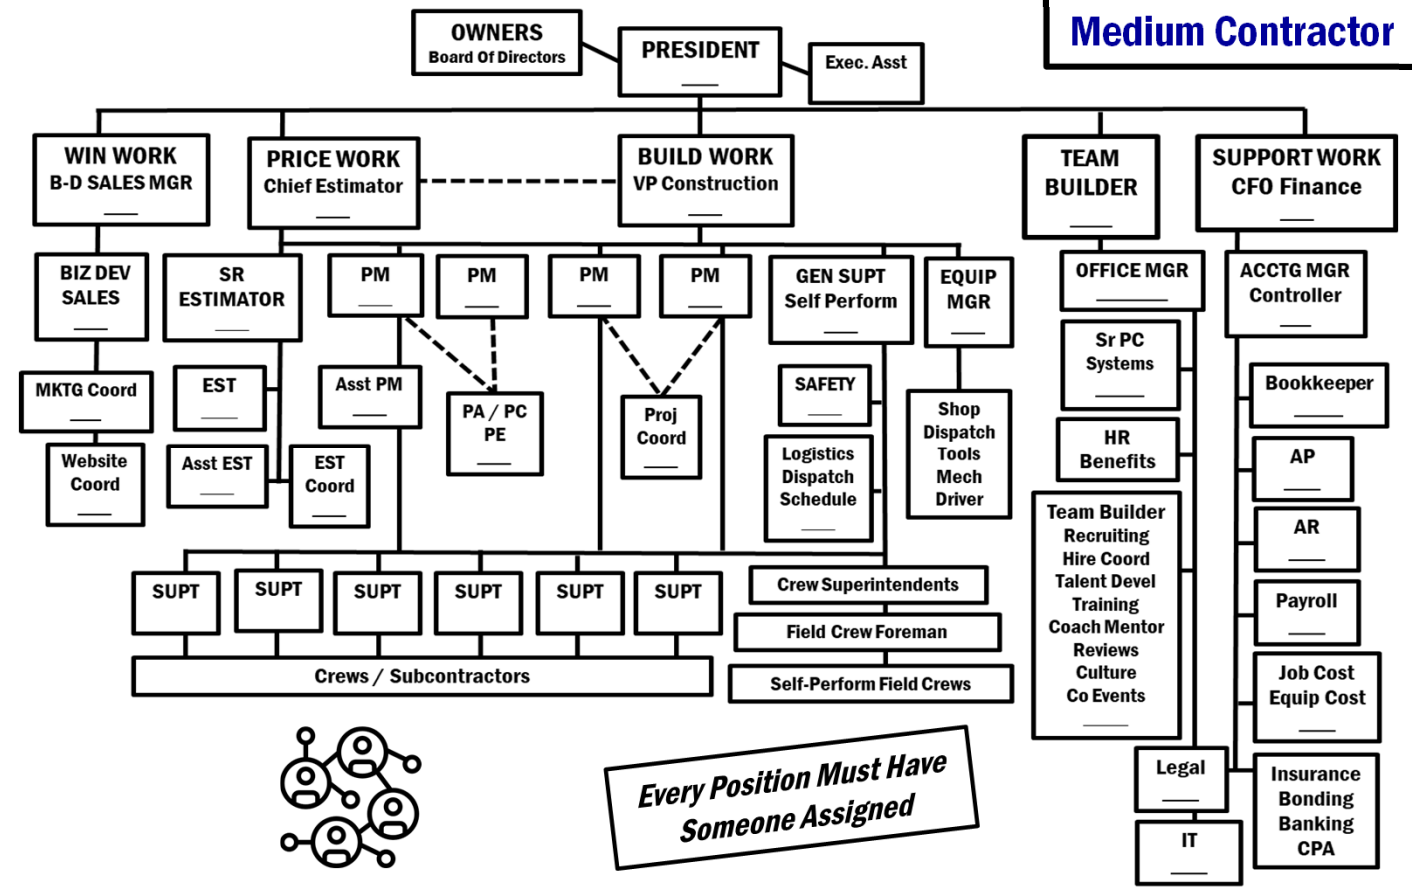 Medium Contractor
OWNERS
Board Of Directors
PRESIDENT
Exec. Asst
WIN WORK
B-D SALES MGR
PRICE WORK
Chief Estimator
BUILD WORK
VP Construction
TEAM
BUILDER
SUPPORT WORK
CFO Finance
BIZ DEV
SALES
SR
ESTIMATOR
PM
PM
PM
PM
GEN SUPT
Self Perform
EQUIP
MGR
OFFICE MGR
ACCTG MGR
Controller
MKTG Coord
Website
Coord
EST
Asst EST
EST
Coord
Asst PM
PA / PC
PE
Proj
Coord
SAFETY
Logistics
Dispatch
Schedule
Shop
Dispatch
Tools
Mech
Driver
Sr PC
Systems
HR
Benefits
Team Builder
Recruiting
Hire Coord
Talent Devel
Training
Coach Mentor
Reviews
Culture
Co Events
Legal
IT
Bookkeeper
AP
AR
Payroll
Job Cost
Equip Cost
Insurance
Bonding
Banking
CPA
SUPT
SUPT
SUPT
SUPT
SUPT
SUPT
Crews / Subcontractors
Crew Superintendents
Field Crew Foreman
Self-Perform Field Crews
Every Position Must Have
Someone Assigned